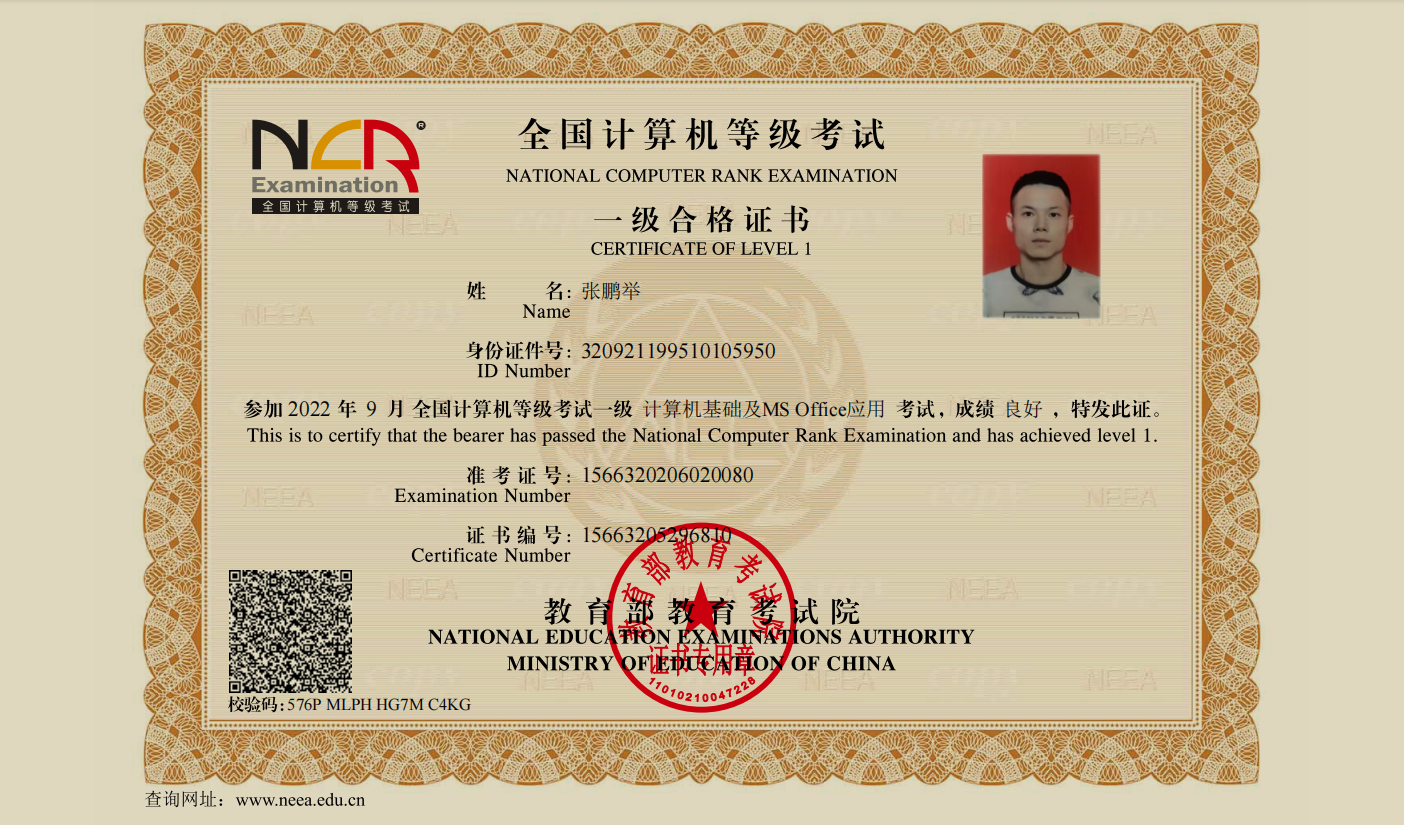 NCR®
Examination
全国计算机等级考试
全国计算机等级考试
NATIONAL COMPUTER RANK EXAMINATION
一级合格证书
CERTIFICATE OF LEVEL 1
姓 名：张鹏举
Name
身份证件号：320921199510105950
ID Number
参加 2022 年 9 月 全国计算机等级考试一级 计算机基础及MS Office应用 考试，成绩 良好 ，特发此证。
This is to certify that the bearer has passed the National Computer Rank Examination and has achieved level 1.
准考证号：1566320206020080
Examination Number
证书编号：15663205296810
Certificate Number
教育部教育考试院
NATIONAL EDUCATION EXAMINATIONS AUTHORITY
MINISTRY OF EDUCATION OF CHINA
教育部教育考试院
证书专用章
11010210047226
校验码：576P MLPH HG7M C4KG
查询网址：www.neea.edu.cn
NEEA